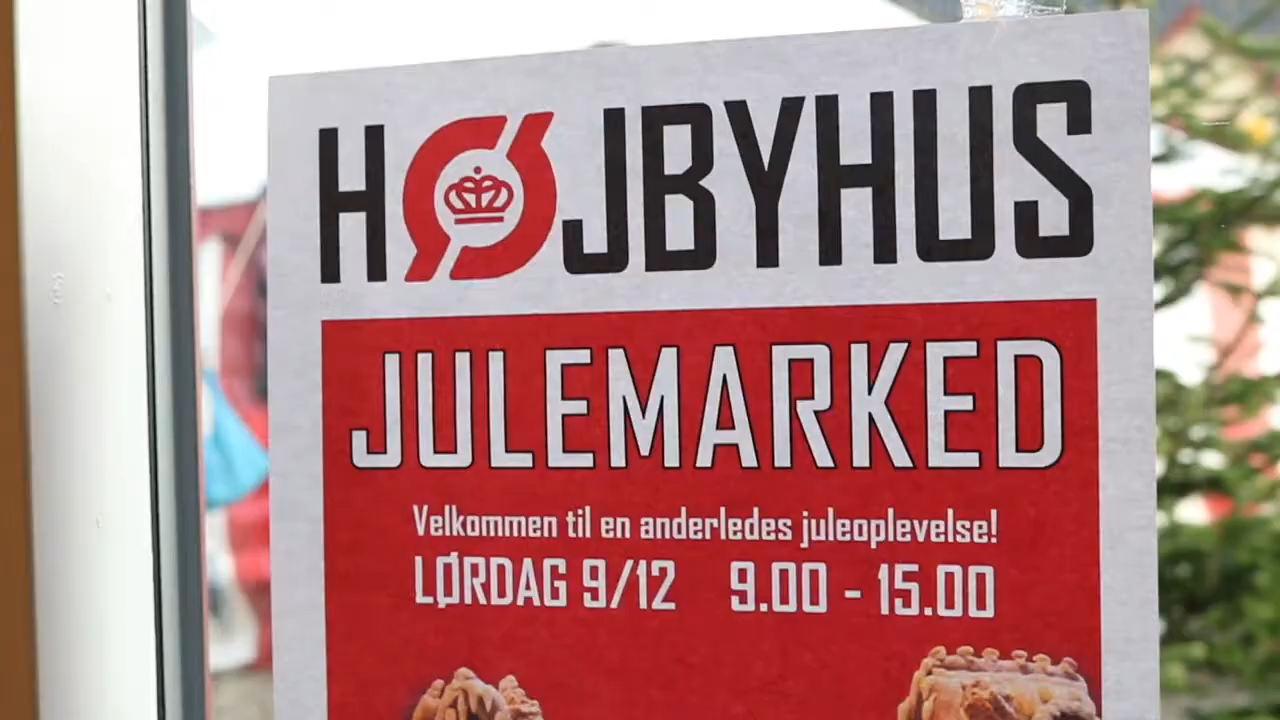 HØJBYHUS
JULEMARKED
Velkommen til en anderledes juleoplevelse!
LØRDAG 9/12 9.00 - 15.00